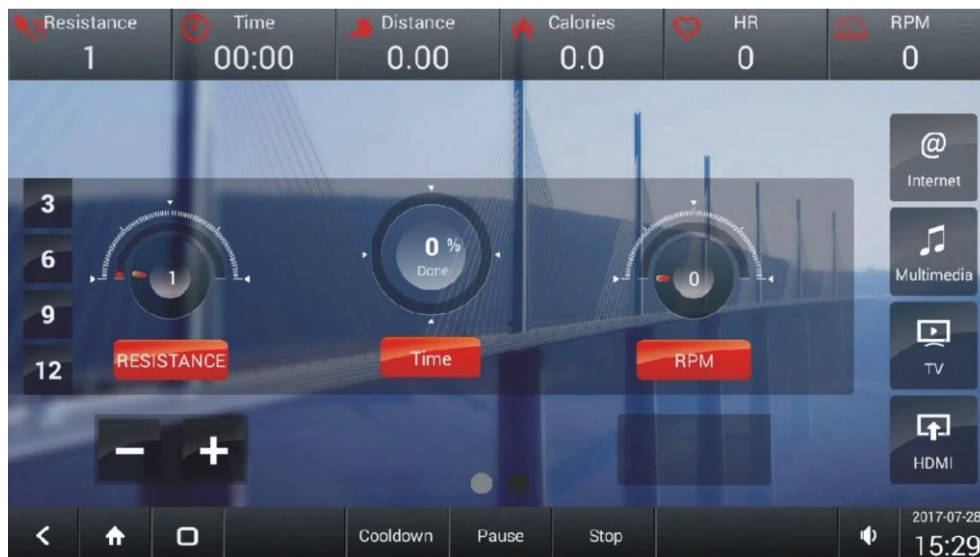 Resistance
1
Time
00:00
Distance
0.00
Calories
0.0
HR
0
RPM
0
@
Internet
Multimedia
TV
HDMI
3
6
9
12
1
RESISTANCE
0 %
Done
Time
0
RPM
− +
Cooldown Pause Stop
2017-07-28
15:29